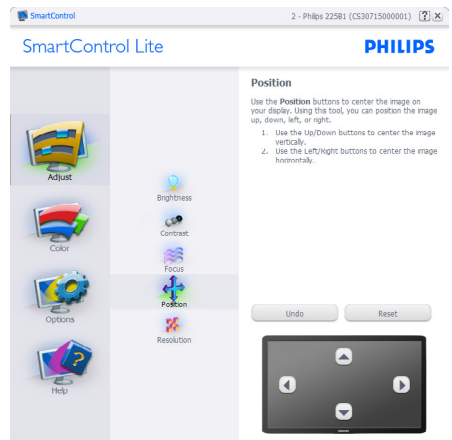 SmartControl
2 - Philips 225B1 (CS30715000001)
SmartControl Lite
PHILIPS
Adjust
Color
Options
Help
Brightness
Contrast
Focus
Position
Resolution
Position
Use the Position buttons to center the image on
your display. Using this tool, you can position the image
up, down, left, or right.
1. Use the Up/Down buttons to center the image
vertically.
2. Use the Left/Right buttons to center the image
horizontally.
Undo
Reset